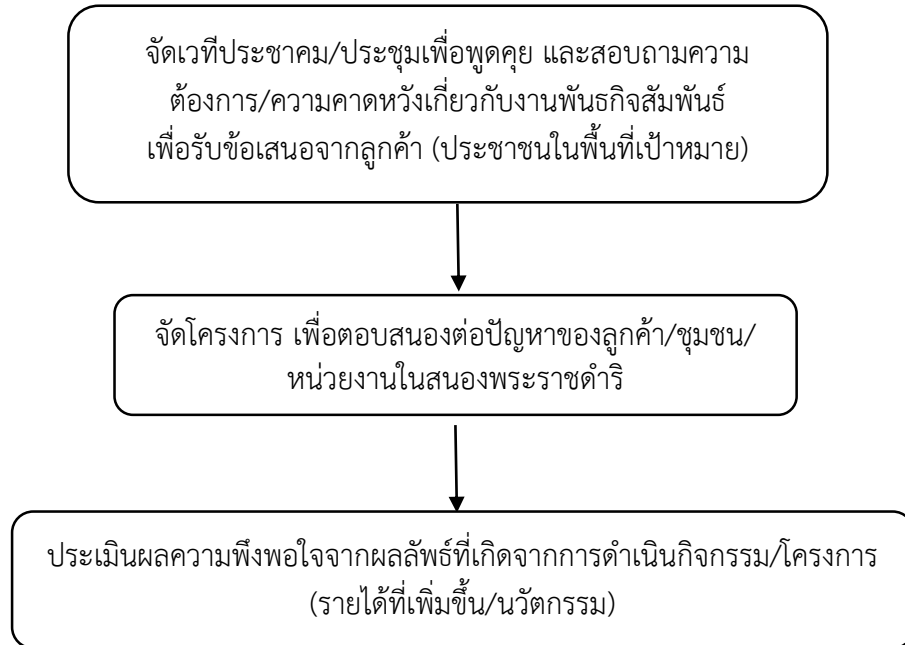 จัดเวทีประชาคม/ประชุมเพื่อพูดคุย และสอบถามความ
ต้องการ/ความคาดหวังเกี่ยวกับงานพันธกิจสัมพันธ์
เพื่อรับข้อเสนอจากลูกค้า (ประชาชนในพื้นที่เป้าหมาย)
จัดโครงการ เพื่อตอบสนองต่อปัญหาของลูกค้า/ชุมชน/
หน่วยงานในสนองพระราชดำริ
ประเมินผลความพึงพอใจจากผลลัพธ์ที่เกิดจากการดำเนินกิจกรรม/โครงการ
(รายได้ที่เพิ่มขึ้น/นวัตกรรม)